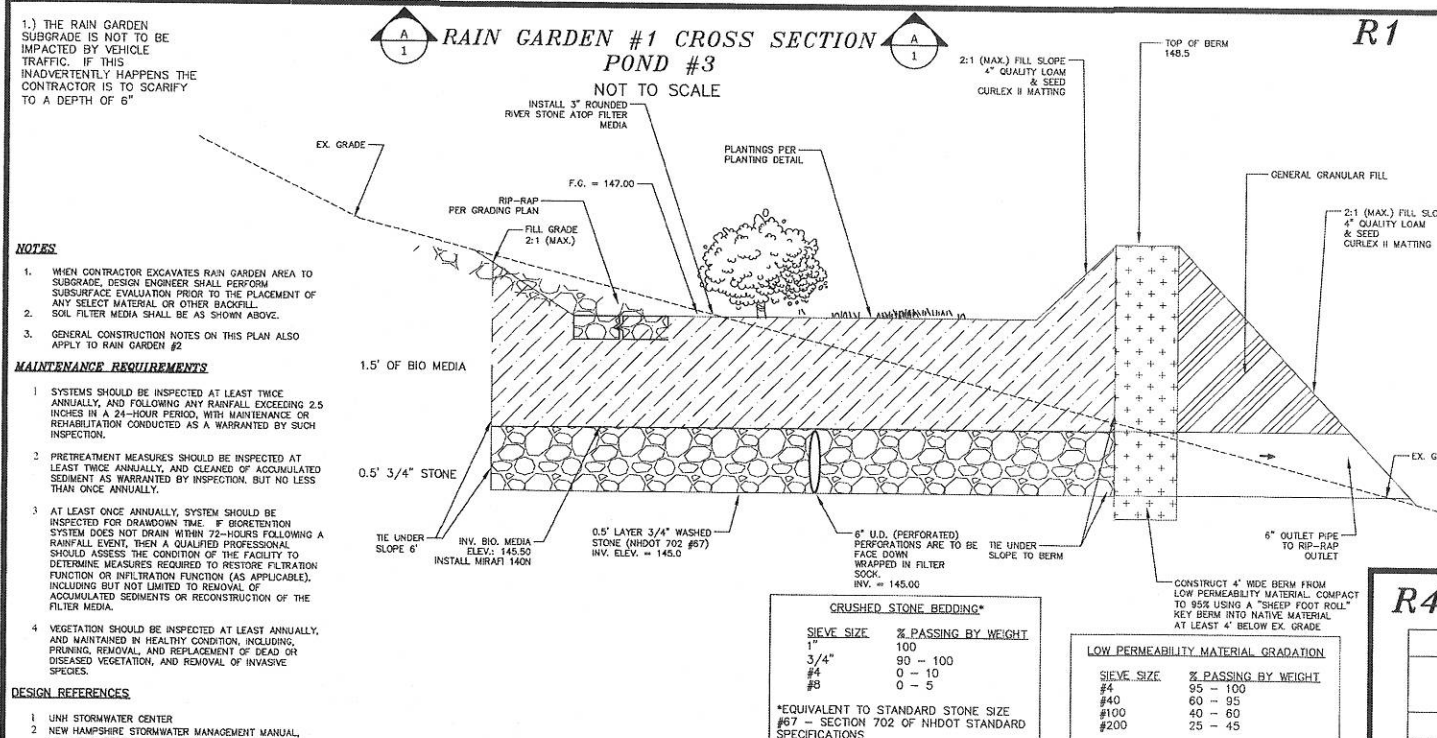 1.) THE RAIN GARDEN
SUBGRADE IS NOT TO BE
IMPACTED BY VEHICLE
TRAFFIC. IF THIS
INADVERTENTLY HAPPENS THE
CONTRACTOR IS TO SCARIFY
TO A DEPTH OF 6"
A
1
RAIN GARDEN #1 CROSS SECTION
POND #3
NOT TO SCALE
A
1
R1
TOP OF BERM
148.5
2:1 (MAX.) FILL SLOPE
4" QUALITY LOAM
& SEED
CURLEX II MATTING
INSTALL 3" ROUNDED
RIVER STONE ATOP FILTER
MEDIA
EX. GRADE
PLANTINGS PER
PLANTING DETAIL
F.G. = 147.00
RIP-RAP
PER GRADING PLAN
FILL GRADE
2:1 (MAX.)
GENERAL GRANULAR FILL
2:1 (MAX.) FILL SLO
4" QUALITY LOAM
& SEED
CURLEX II MATTING
NOTES
1. WHEN CONTRACTOR EXCAVATES RAIN GARDEN AREA TO
SUBGRADE, DESIGN ENGINEER SHALL PERFORM
SUBSURFACE EVALUATION PRIOR TO THE PLACEMENT OF
ANY SELECT MATERIAL OR OTHER BACKFILL.
2. SOIL FILTER MEDIA SHALL BE AS SHOWN ABOVE.
3. GENERAL CONSTRUCTION NOTES ON THIS PLAN ALSO
APPLY TO RAIN GARDEN #2
MAINTENANCE REQUIREMENTS
1 SYSTEMS SHOULD BE INSPECTED AT LEAST TWICE
ANNUALLY, AND FOLLOWING ANY RAINFALL EXCEEDING 2.5
INCHES IN A 24-HOUR PERIOD, WITH MAINTENANCE OR
REHABILITATION CONDUCTED AS A WARRANTED BY SUCH
INSPECTION.
2 PRETREATMENT MEASURES SHOULD BE INSPECTED AT
LEAST TWICE ANNUALLY, AND CLEANED OF ACCUMULATED
SEDIMENT AS WARRANTED BY INSPECTION, BUT NO LESS
THAN ONCE ANNUALLY.
3 AT LEAST ONCE ANNUALLY, SYSTEM SHOULD BE
INSPECTED FOR DRAWDOWN TIME. IF BIORETENTION
SYSTEM DOES NOT DRAIN WITHIN 72-HOURS FOLLOWING A
RAINFALL EVENT, THEN A QUALIFIED PROFESSIONAL
SHOULD ASSESS THE CONDITION OF THE FACILITY TO
DETERMINE MEASURES REQUIRED TO RESTORE FILTRATION
FUNCTION OR INFILTRATION FUNCTION (AS APPLICABLE),
INCLUDING BUT NOT LIMITED TO REMOVAL OF
ACCUMULATED SEDIMENTS OR RECONSTRUCTION OF THE
FILTER MEDIA.
4 VEGETATION SHOULD BE INSPECTED AT LEAST ANNUALLY,
AND MAINTAINED IN HEALTHY CONDITION, INCLUDING,
PRUNING, REMOVAL, AND REPLACEMENT OF DEAD OR
DISEASED VEGETATION, AND REMOVAL OF INVASIVE
SPECIES.
DESIGN REFERENCES
1 UNH STORMWATER CENTER
2 NEW HAMPSHIRE STORMWATER MANAGEMENT MANUAL,
1.5' OF BIO MEDIA
0.5' 3/4" STONE
TIE UNDER
SLOPE 6'
INV. BIO. MEDIA
ELEV.: 145.50
INSTALL MIRAFI 140N
0.5' LAYER 3/4" WASHED
STONE (NHDOT 702 #67)
INV. ELEV. = 145.0
6" U.D. (PERFORATED)
PERFORATIONS ARE TO BE
FACE DOWN
WRAPPED IN FILTER
SOCK.
INV. = 145.00
TIE UNDER
SLOPE TO BERM
EX. G
6" OUTLET PIPE
TO RIP-RAP
OUTLET
CONSTRUCT 4' WIDE BERM FROM
LOW PERMEABILITY MATERIAL. COMPACT
TO 95% USING A "SHEEP FOOT ROLL"
KEY BERM INTO NATIVE MATERIAL
AT LEAST 4' BELOW EX. GRADE
R4
CRUSHED STONE BEDDING*
SIEVE SIZE % PASSING BY WEIGHT
1" 100
3/4" 90 - 100
#4 0 - 10
#8 0 - 5
*EQUIVALENT TO STANDARD STONE SIZE
#67 - SECTION 702 OF NHDOT STANDARD
SPECIFICATIONS
LOW PERMEABILITY MATERIAL GRADATION
SIEVE SIZE % PASSING BY WEIGHT
#4 95 - 100
#40 60 - 95
#100 40 - 60
#200 25 - 45